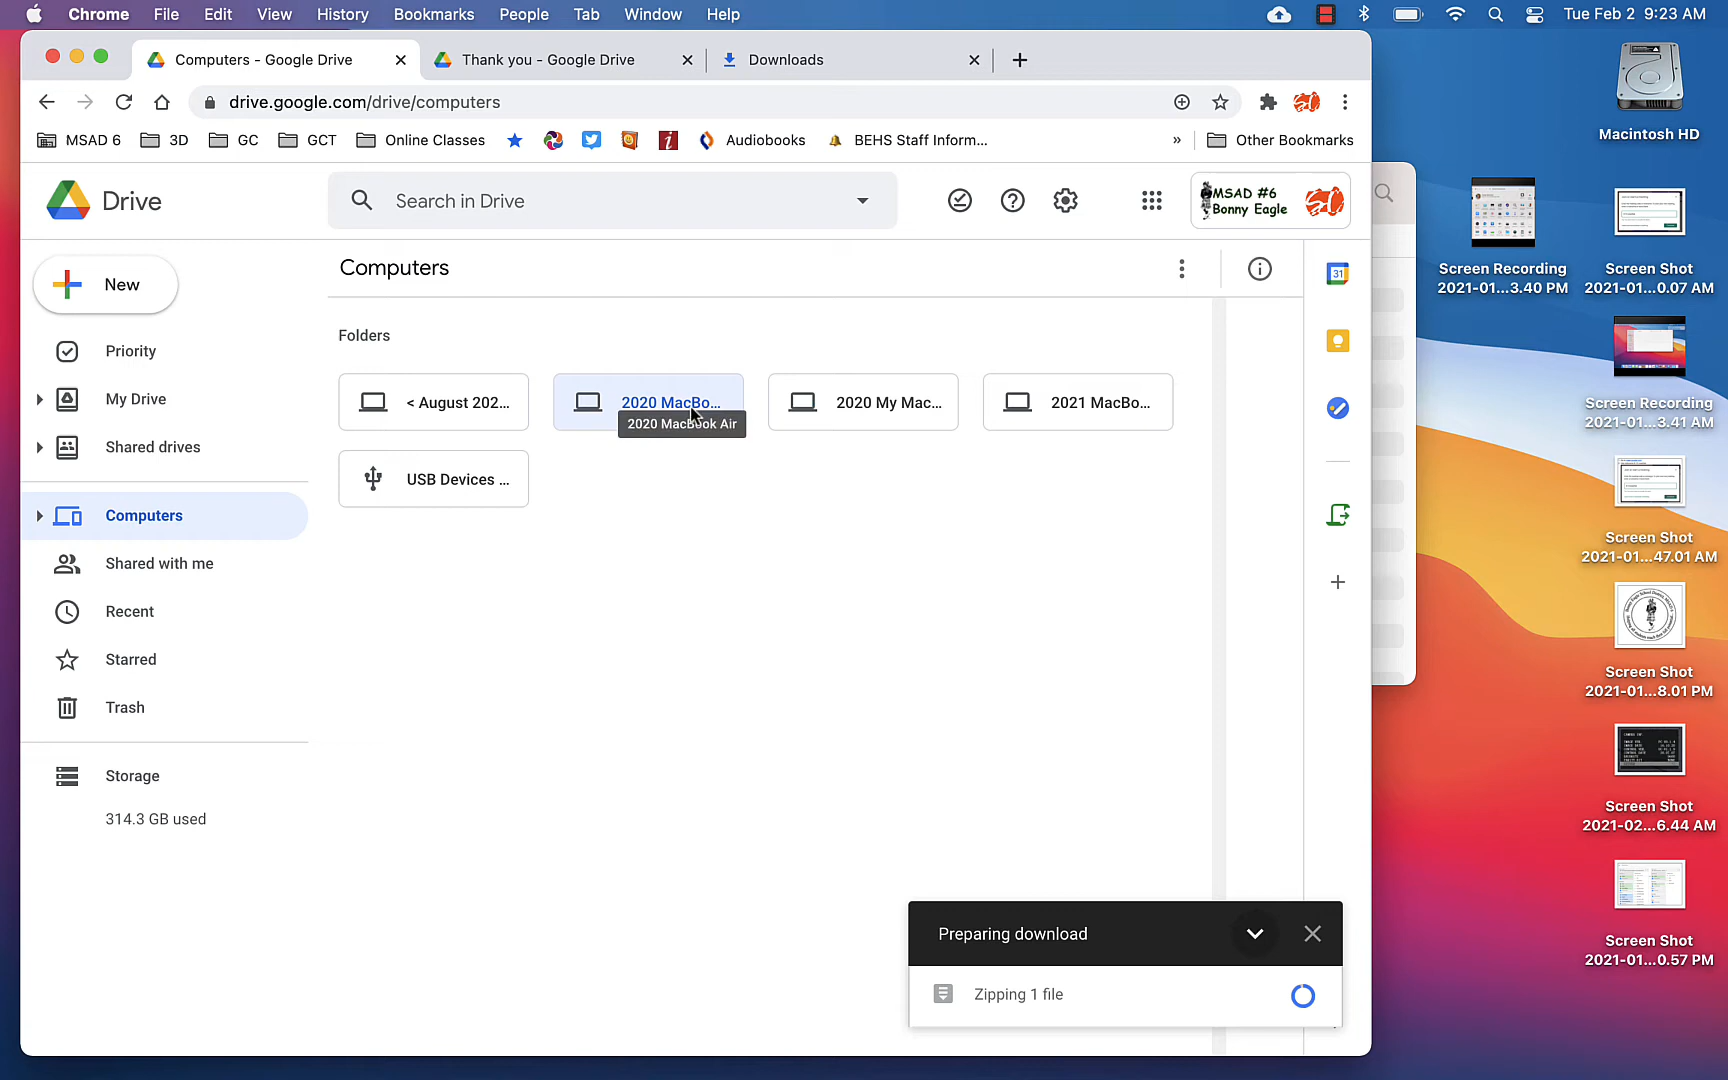 Chrome File Edit View History Bookmarks People Tab Window Help Tue Feb 2 9:23 AM
Computers - Google Drive Thank you - Google Drive Downloads
drive.google.com/drive/computers
MSAD 6 3D GC GCT Online Classes Audiobooks BEHS Staff Inform... » Other Bookmarks
Drive Search in Drive
MSAD #6
Bonny Eagle
New
Priority
My Drive
Shared drives
Computers
Shared with me
Recent
Starred
Trash
Storage
314.3 GB used
Computers
Folders
< August 202... 2020 MacBo... 2020 My Mac... 2021 MacBo...
2020 MacBook Air
USB Devices ...
31
Preparing download
Zipping 1 file
Macintosh HD
Screen Recording
2021-01...3.40 PM
Screen Shot
2021-01...0.07 AM
Screen Recording
2021-01...3.41 AM
Screen Shot
2021-01...47.01 AM
Screen Shot
2021-01...8.01 PM
Screen Shot
2021-02...6.44 AM
Screen Shot
2021-01...0.57 PM